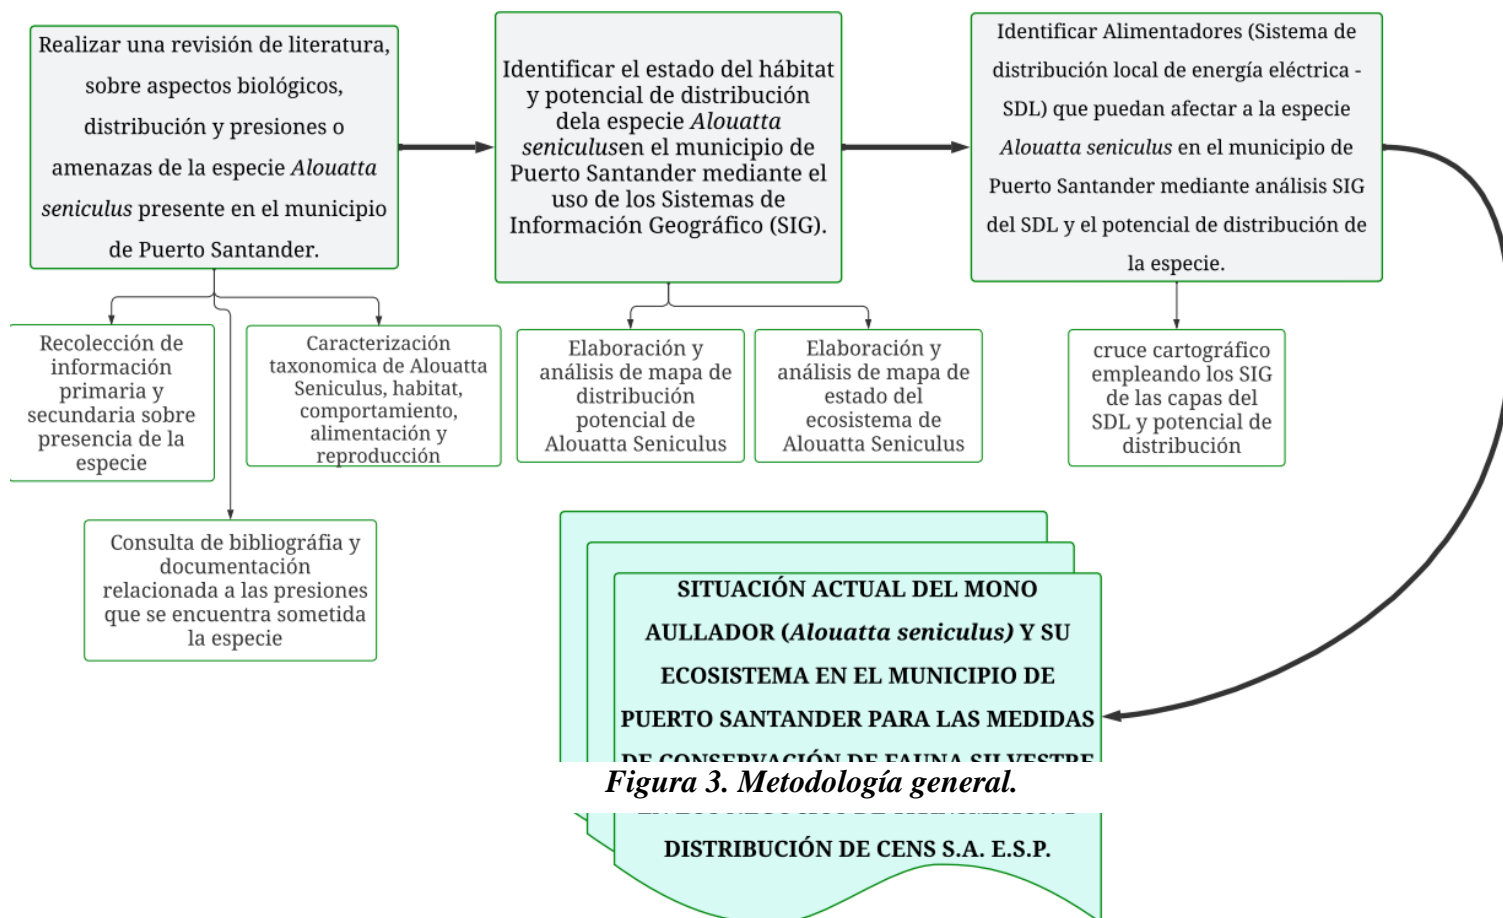 Realizar una revisión de literatura,
sobre aspectos biológicos,
distribución y presiones o
amenazas de la especie Alouatta
seniculus presente en el municipio
de Puerto Santander.
Identificar el estado del hábitat
y potencial de distribución
dela especie Alouatta
seniculusen el municipio de
Puerto Santander mediante el
uso de los Sistemas de
Información Geográfico (SIG).
Identificar Alimentadores (Sistema de
distribución local de energía eléctrica -
SDL) que puedan afectar a la especie
Alouatta seniculus en el municipio de
Puerto Santander mediante análisis SIG
del SDL y el potencial de distribución de
la especie.
Recolección de
información
primaria y
secundaria sobre
presencia de la
especie
Caracterización
taxonomica de Alouatta
Seniculus, habitat,
comportamiento,
alimentación y
reproducción
Elaboración y
análisis de mapa de
distribución
potencial de
Alouatta Seniculus
Elaboración y
análisis de mapa de
estado del
ecosistema de
Alouatta Seniculus
cruce cartográfico
empleando los SIG
de las capas del
SDL y potencial de
distribución
Consulta de bibliográfia y
documentación
relacionada a las presiones
que se encuentra sometida
la especie
SITUACIÓN ACTUAL DEL MONO
AULLADOR (Alouatta seniculus) Y SU
ECOSISTEMA EN EL MUNICIPIO DE
PUERTO SANTANDER PARA LAS MEDIDAS
DE CONSERVACIÓN DE FAUNA SILVESTRE
Figura 3. Metodología general.
DISTRIBUCIÓN DE CENS S.A. E.S.P.